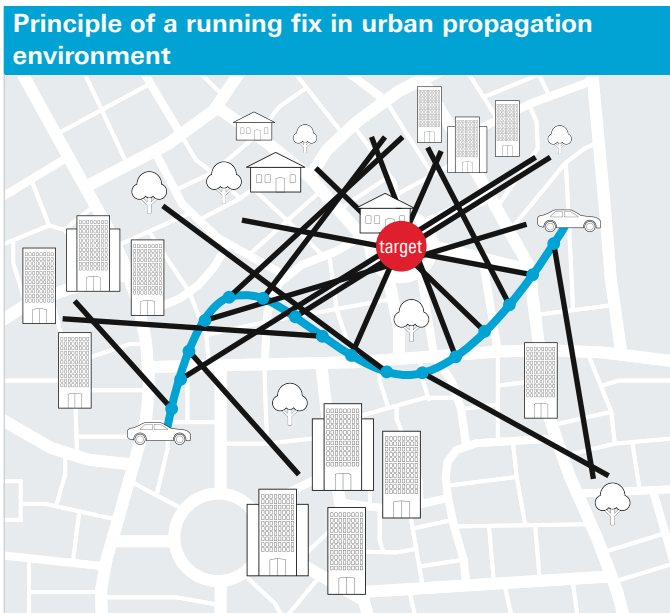 Principle of a running fix in urban propagation
environment
target